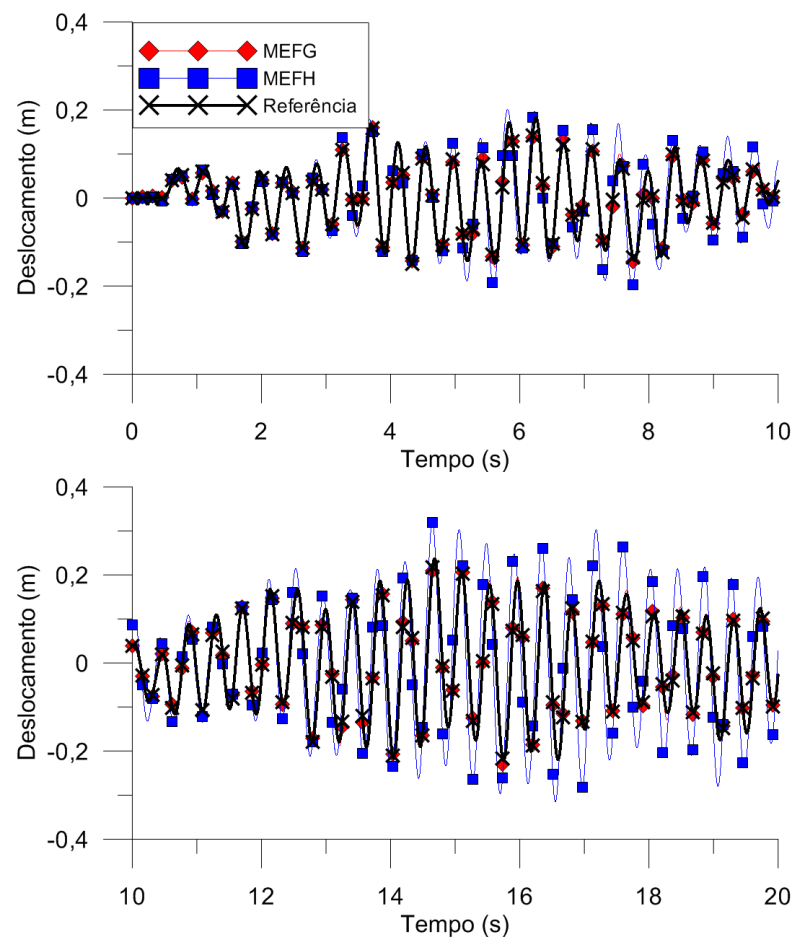 0,4
MEFG
MEFH
Referência
0,2
0
-0,2
-0,4
Deslocamento (m)
0 2 4 6 8 10
Tempo (s)
0,4
0,2
0
-0,2
-0,4
Deslocamento (m)
10 12 14 16 18 20
Tempo (s)